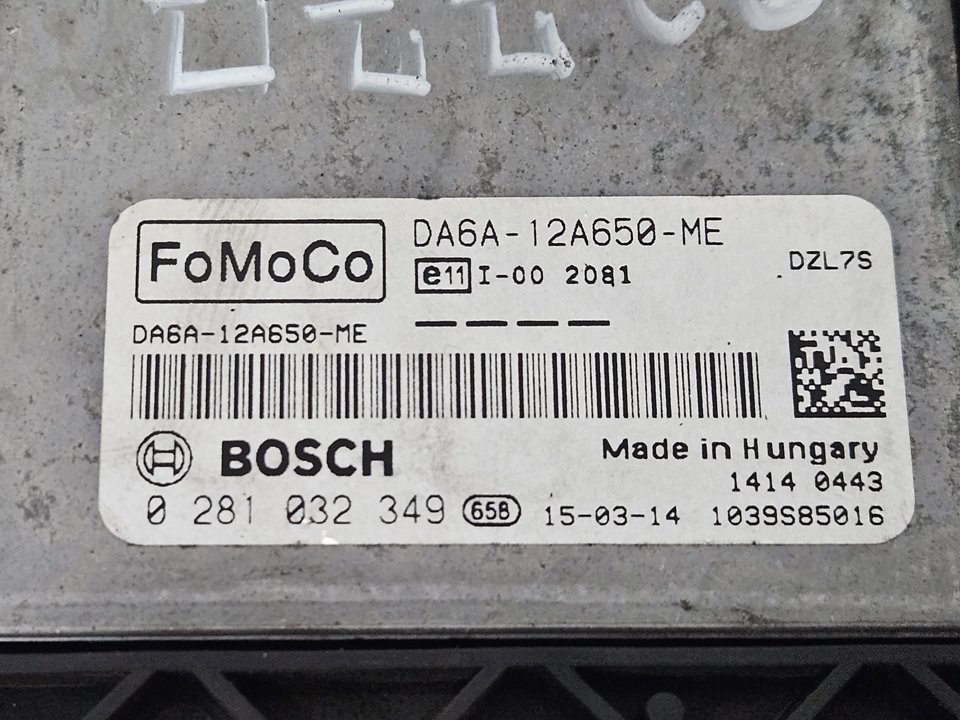 FoMoCo
DA6A-12A650-ME
e11 I-00 2081
DZL7S
DA6A-12A650-ME
BOSCH
Made in Hungary
1414 0443
0 281 032 349 658 15-03-14 1039S85016